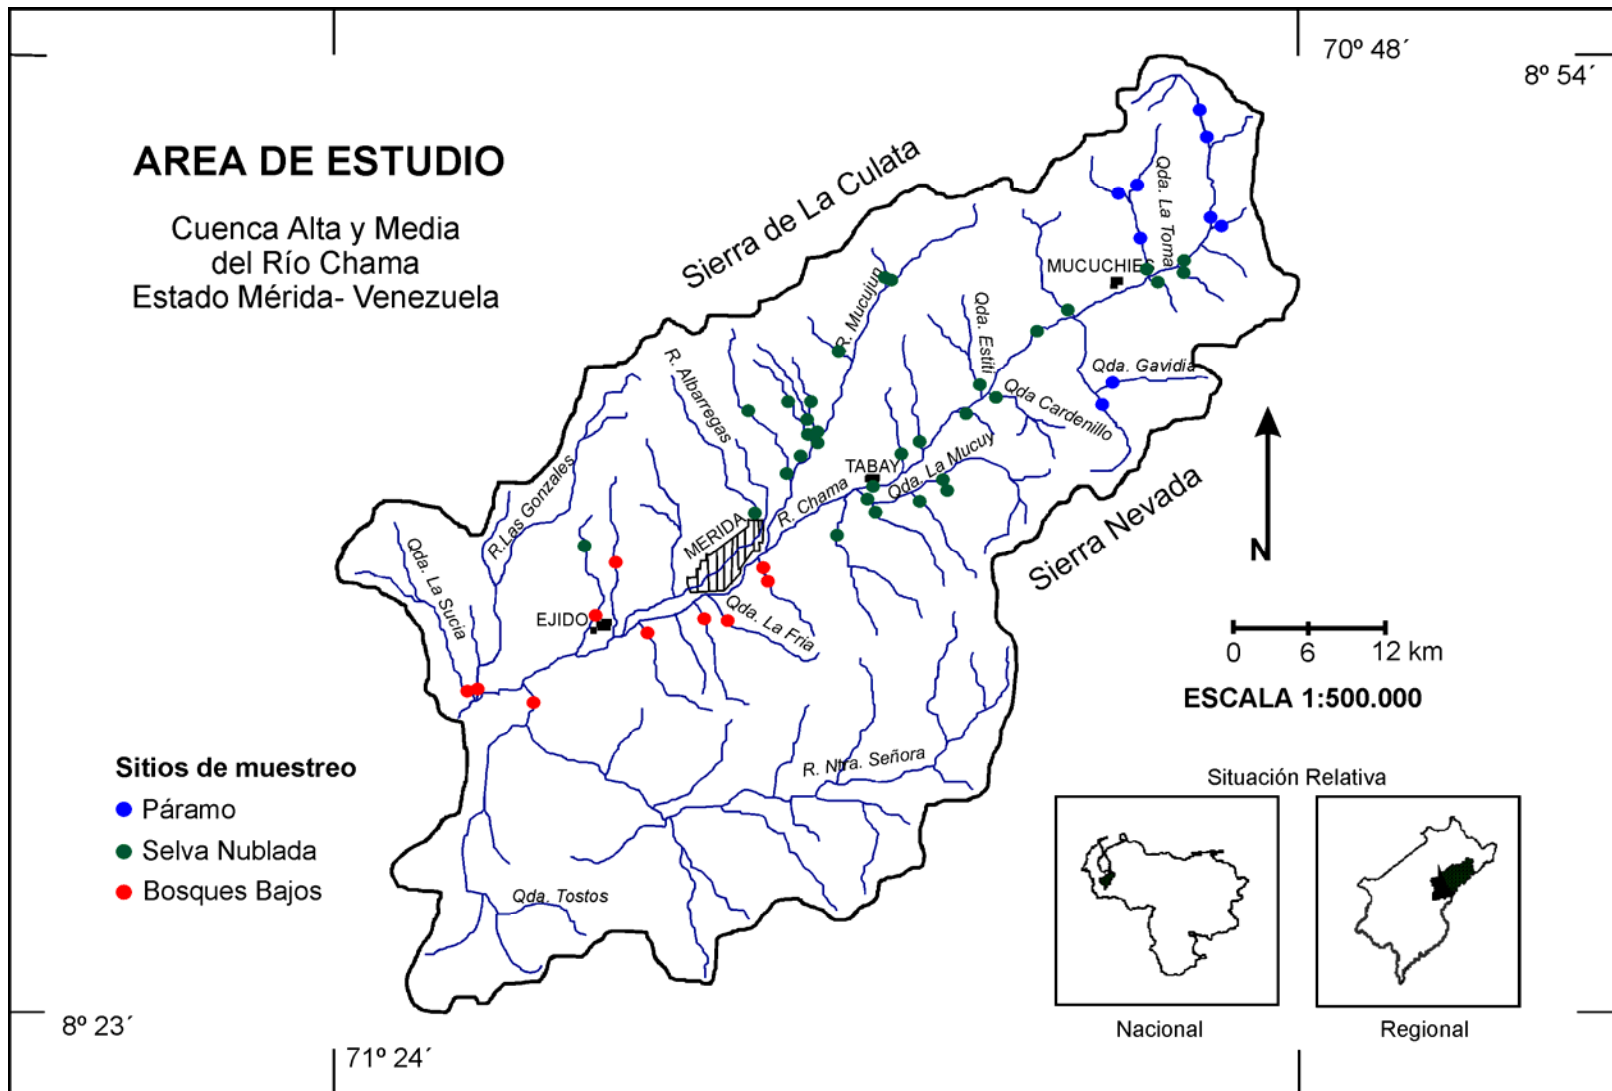 70º 48´
8º 54´
AREA DE ESTUDIO
Cuenca Alta y Media
del Río Chama
Estado Mérida- Venezuela
Sierra de La Culata
Qda. La Toma
MUCUCHIES
R. Mucujun
Qda. Estiti
Qda. Gavidia
R. Albarregas
Qda Cardenillo
TABAY
Qda. La Mucuy
R. Chama
R.Las Gonzales
MERIDA
Sierra Nevada
N
Qda. La Sucia
EJIDO
Qda. La Fria
0 6 12 km
ESCALA 1:500.000
R. Ntra. Señora
Sitios de muestreo
Páramo
Selva Nublada
Bosques Bajos
Qda. Tostos
Situación Relativa
Nacional
Regional
8º 23´
71º 24´